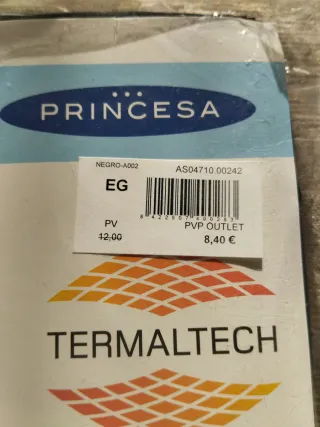 PRINCESA
NEGRO-A002
AS04710.00242
EG
PV
PVP OUTLET
12,00
8,40 €
TERMALTECH